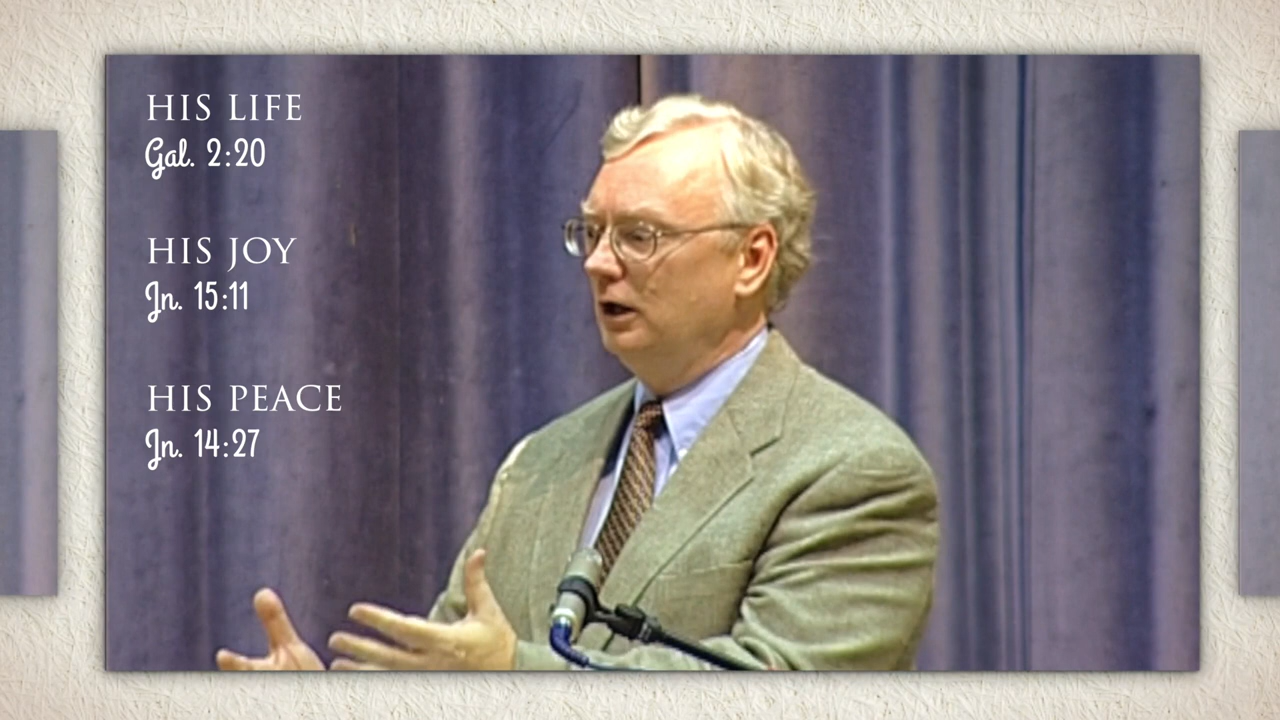 HIS LIFE
Gal. 2:20
HIS JOY
Jn. 15:11
HIS PEACE
Jn. 14:27